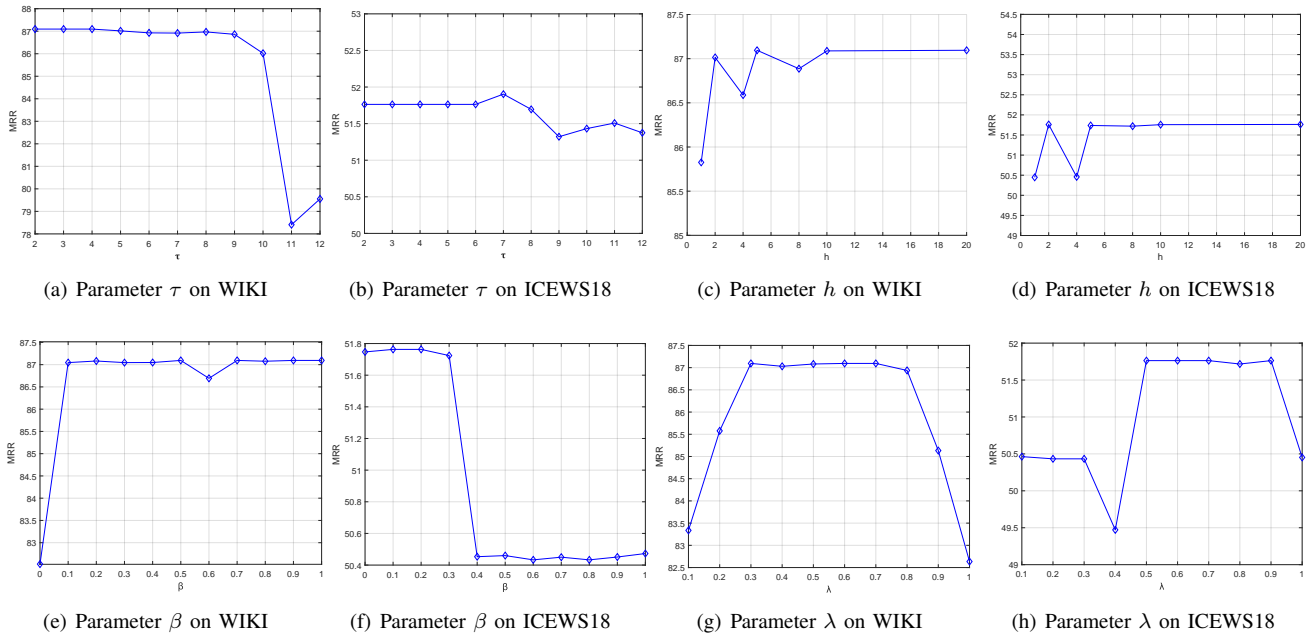 88
87
86
85
84
83
82
81
80
79
78
MRR
2 3 4 5 6 7 8 9 10 11 12
τ
(a) Parameter τ on WIKI
53
52.5
52
51.5
51
50.5
50
MRR
2 3 4 5 6 7 8 9 10 11 12
τ
(b) Parameter τ on ICEWS18
87.5
87
86.5
86
85.5
85
MRR
0 2 4 6 8 10 12 14 16 18 20
h
(c) Parameter h on WIKI
54.5
54
53.5
53
52.5
52
51.5
51
50.5
50
49.5
49
MRR
0 2 4 6 8 10 12 14 16 18 20
h
(d) Parameter h on ICEWS18
87.5
87
86.5
86
85.5
85
84.5
84
83.5
83
MRR
0 0.1 0.2 0.3 0.4 0.5 0.6 0.7 0.8 0.9 1
β
(e) Parameter β on WIKI
51.8
51.6
51.4
51.2
51
50.8
50.6
50.4
MRR
0 0.1 0.2 0.3 0.4 0.5 0.6 0.7 0.8 0.9 1
β
(f) Parameter β on ICEWS18
87.5
87
86.5
86
85.5
85
84.5
84
83.5
83
82.5
MRR
0.1 0.2 0.3 0.4 0.5 0.6 0.7 0.8 0.9 1
λ
(g) Parameter λ on WIKI
52
51.5
51
50.5
50
49.5
49
MRR
0.1 0.2 0.3 0.4 0.5 0.6 0.7 0.8 0.9 1
λ
(h) Parameter λ on ICEWS18